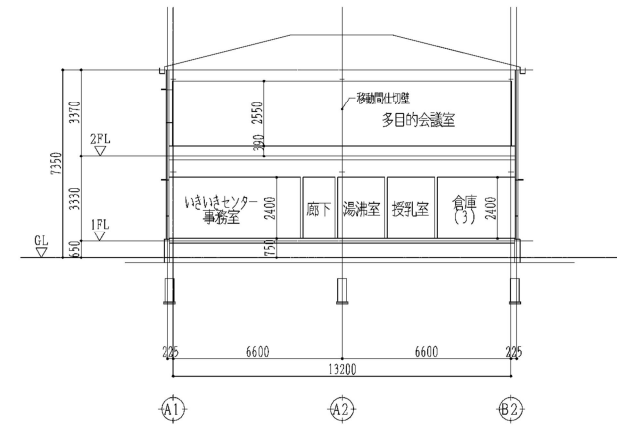 移動間仕切壁
多目的会議室
2550
390
3370
2FL
7350
3330
いきいきセンター
事務室
2400
廊下
湯沸室
授乳室
倉庫
(3)
2400
1FL
GL
650
750
225
6600
6600
225
13200
A1
A2
B2